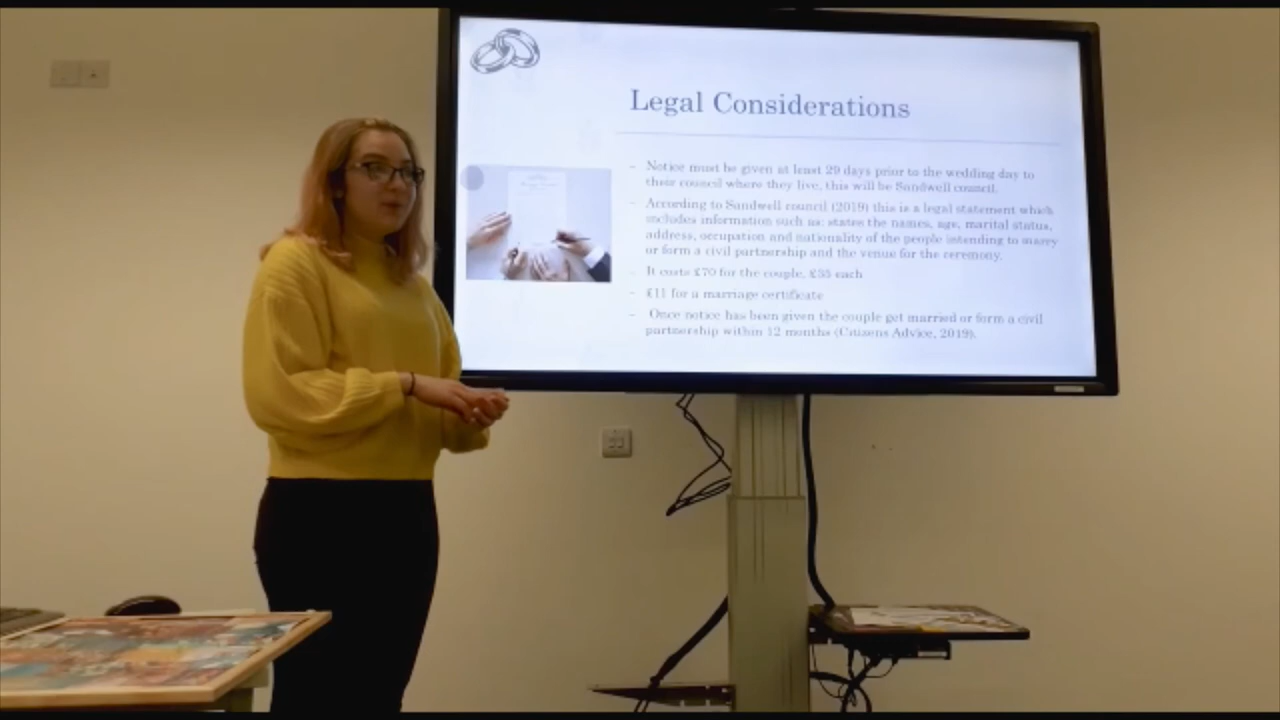 Legal Considerations
- Notice must be given at least 29 days prior to the wedding day to
their council where they live, this will be Sandwell council.
- According to Sandwell council (2019) this is a legal statement which
includes information such as: states the names, age, marital status,
address, occupation and nationality of the people intending to marry
or form a civil partnership and the venue for the ceremony.
- It costs £70 for the couple, £35 each
- £11 for a marriage certificate
- Once notice has been given the couple get married or form a civil
partnership within 12 months (Citizens Advice, 2019).